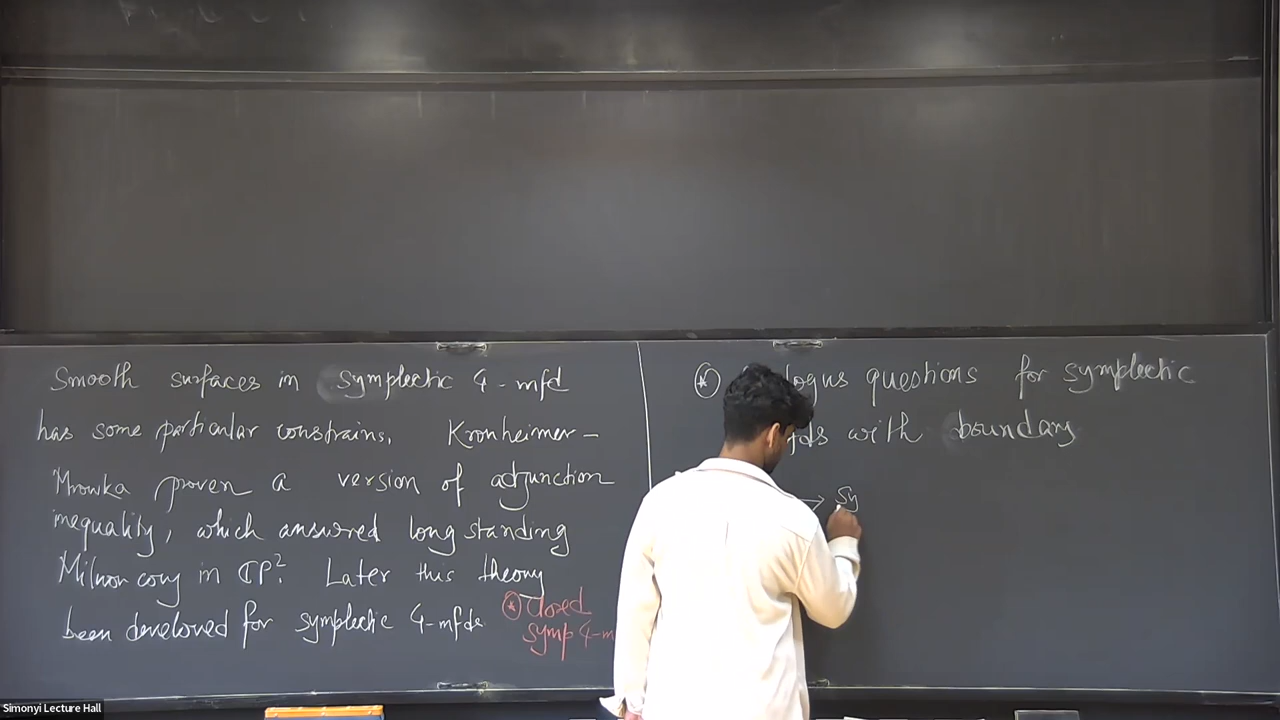 Smooth surfaces in symplectic 4-mfd
has some particular constrains. Kronheimer-
Mrowka proven a version of adjunction
inequality, which answered long standing
Milnor conj in ℂP². Later this theory
been developed for symplectic 4-mfds.
* closed
symp 4-m
* logus questions for symplectic
fds with boundary
→ Sy
Simonyi Lecture Hall